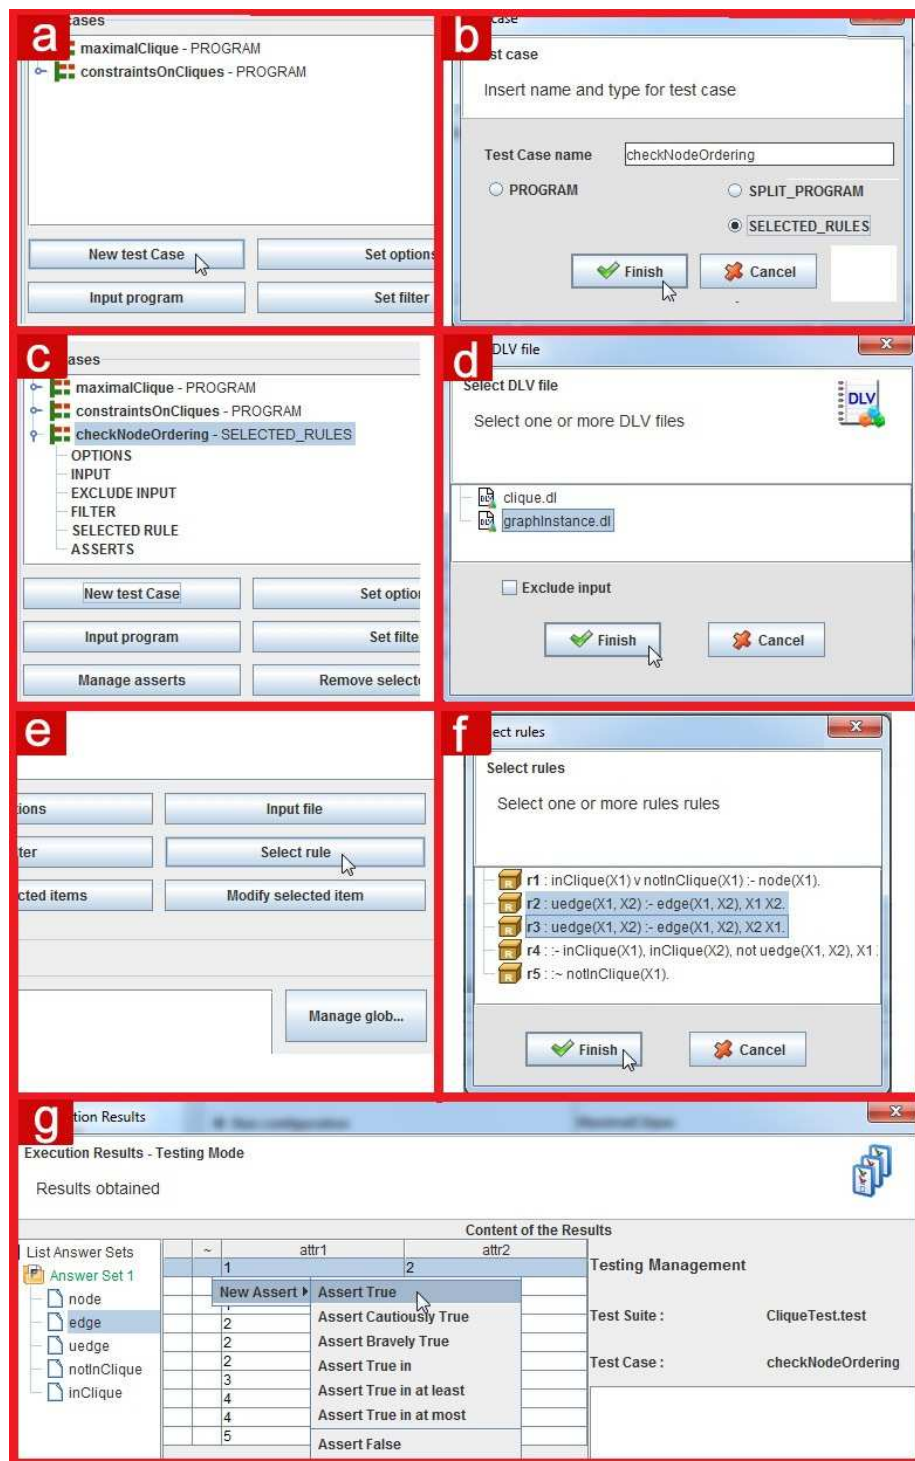 a
cases
maximalClique - PROGRAM
constraintsOnCliques - PROGRAM
New test Case
Set options
Input program
Set filter
b
case
st case
Insert name and type for test case
Test Case name
checkNodeOrdering
PROGRAM
SPLIT_PROGRAM
SELECTED_RULES
Finish
Cancel
c
ases
maximalClique - PROGRAM
constraintsOnCliques - PROGRAM
checkNodeOrdering - SELECTED_RULES
OPTIONS
INPUT
EXCLUDE INPUT
FILTER
SELECTED RULE
ASSERTS
New test Case
Set option
Input program
Set filte
Manage asserts
Remove selecte
d
DLV file
Select DLV file
Select one or more DLV files
DLV
clique.dl
graphInstance.dl
Exclude input
Finish
Cancel
e
ions
Input file
ter
Select rule
cted items
Modify selected item
Manage glob...
f
ect rules
Select rules
Select one or more rules rules
r1 : inClique(X1) v notInClique(X1) :- node(X1).
r2 : uedge(X1, X2) :- edge(X1, X2), X1 X2.
r3 : uedge(X1, X2) :- edge(X1, X2), X2 X1.
r4 : :- inClique(X1), inClique(X2), not uedge(X1, X2), X1
r5 : :~ notInClique(X1).
Finish
Cancel
g
tion Results
Execution Results - Testing Mode
Results obtained
Content of the Results
List Answer Sets
Answer Set 1
node
edge
uedge
notInClique
inClique
~ attr1 attr2
1 2
New Assert
Assert True
Assert Cautiously True
Assert Bravely True
Assert True in
Assert True in at least
Assert True in at most
Assert False
2
2
2
3
4
4
5
Testing Management
Test Suite : CliqueTest.test
Test Case : checkNodeOrdering